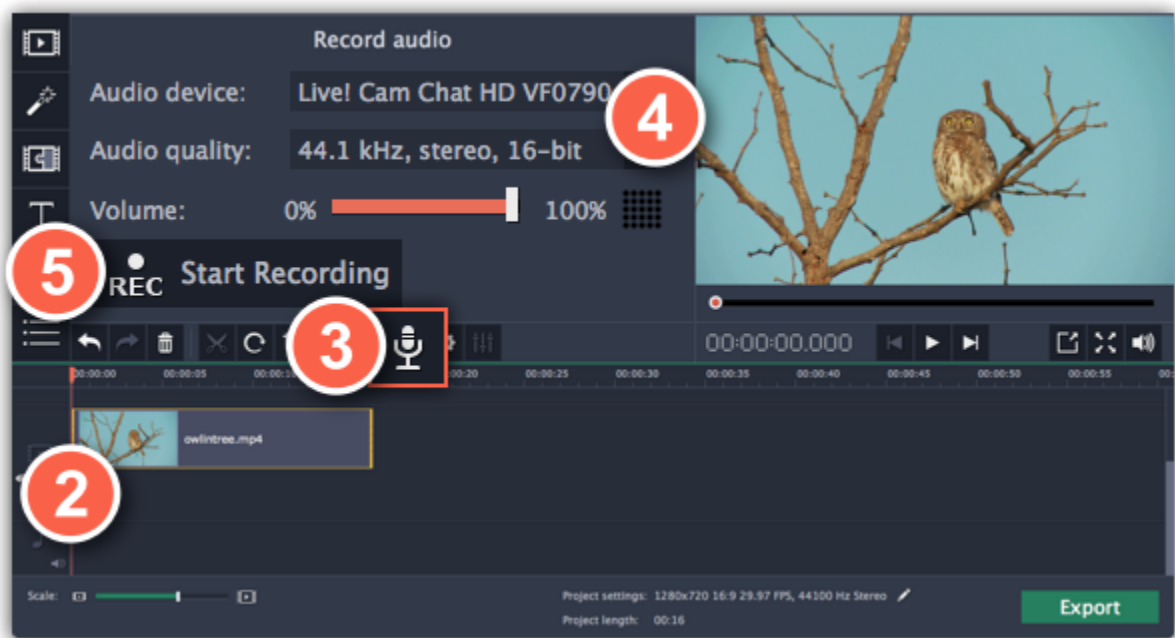 Record audio
Audio device: Live! Cam Chat HD VF0790
4
Audio quality: 44.1 kHz, stereo, 16-bit
T
Volume: 0% 100%
5
REC Start Recording
3
00:00:00.000
00:00:00 00:00:05 00:00:20 00:00:25 00:00:30 00:00:35 00:00:40 00:00:45 00:00:50 00:00:55
owlintree.mp4
2
Scale:
Project settings: 1280x720 16:9 29.97 FPS, 44100 Hz Stereo
Project length: 00:16
Export